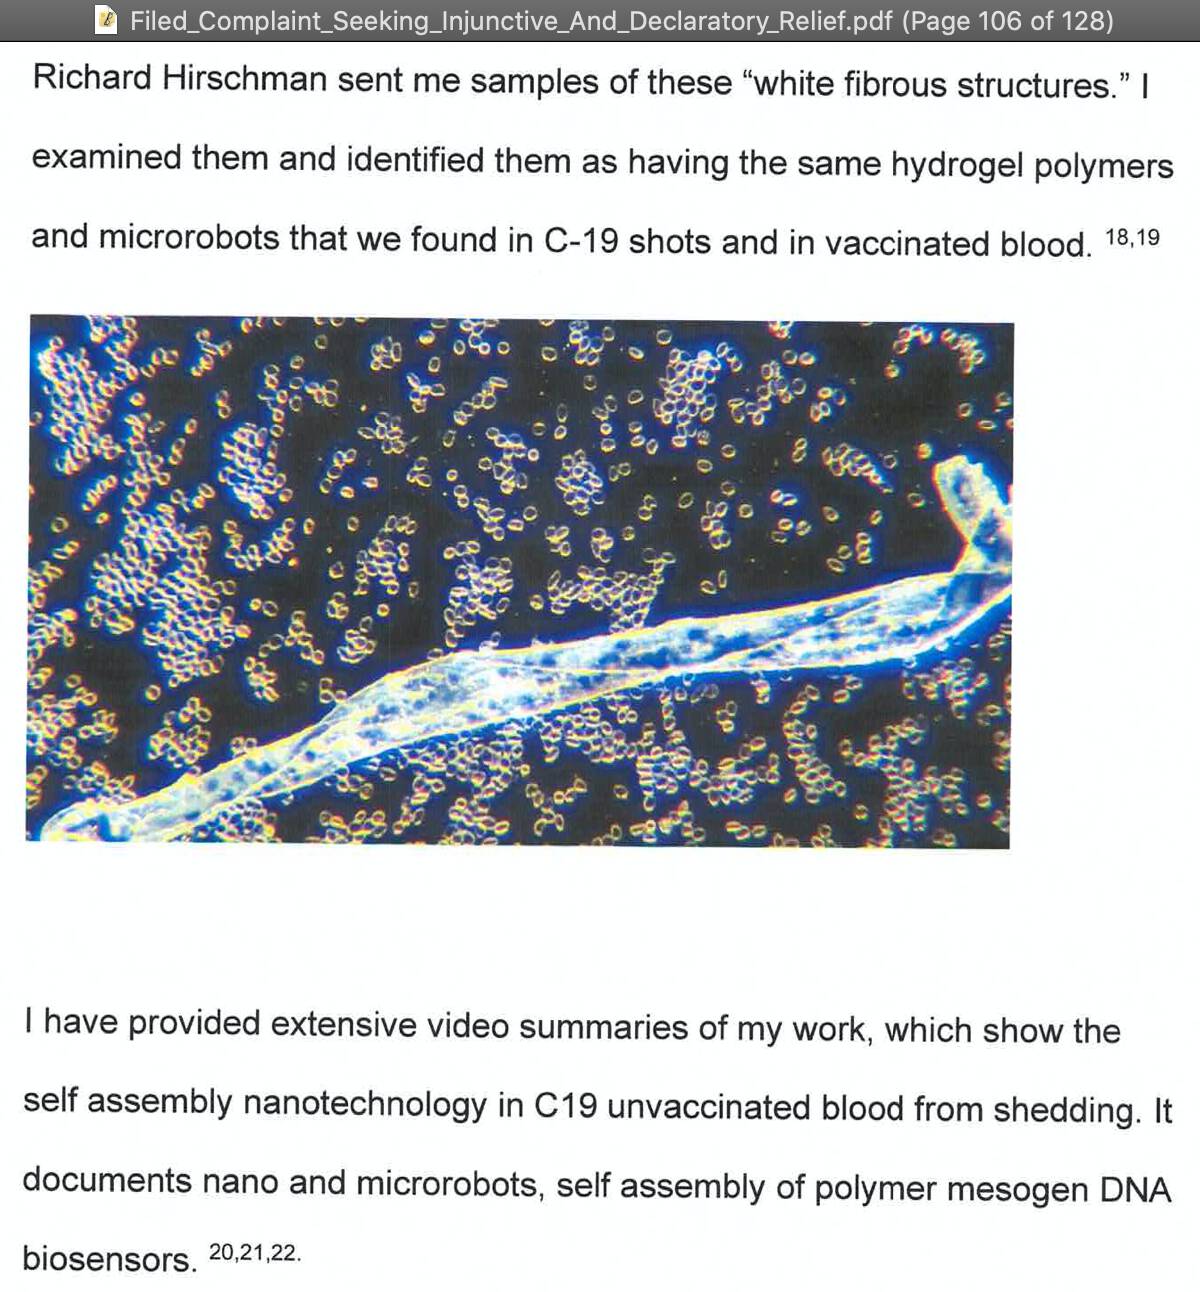 Filed_Complaint_Seeking_Injunctive_And_Declaratory_Relief.pdf (Page 106 of 128)
Richard Hirschman sent me samples of these “white fibrous structures.” I
examined them and identified them as having the same hydrogel polymers
and microrobots that we found in C-19 shots and in vaccinated blood. 18,19
I have provided extensive video summaries of my work, which show the
self assembly nanotechnology in C19 unvaccinated blood from shedding. It
documents nano and microrobots, self assembly of polymer mesogen DNA
biosensors. 20,21,22.